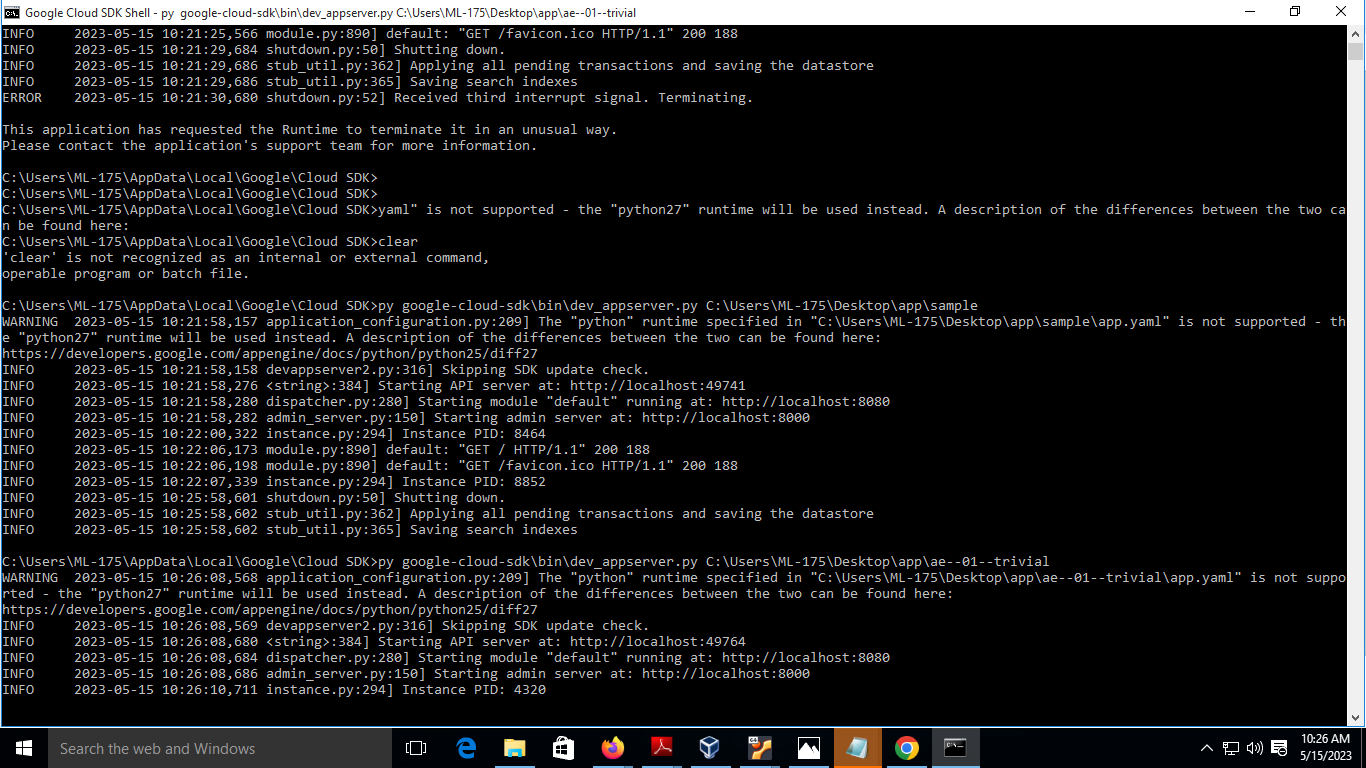 Google Cloud SDK Shell - py  google-cloud-sdk\bin\dev_appserver.py C:\Users\ML-175\Desktop\app\ae--01--trivial
INFO     2023-05-15 10:21:25,566 module.py:890] default: "GET /favicon.ico HTTP/1.1" 200 188
INFO     2023-05-15 10:21:29,684 shutdown.py:50] Shutting down.
INFO     2023-05-15 10:21:29,686 stub_util.py:362] Applying all pending transactions and saving the datastore
INFO     2023-05-15 10:21:29,686 stub_util.py:365] Saving search indexes
ERROR    2023-05-15 10:21:30,680 shutdown.py:52] Received third interrupt signal. Terminating.
This application has requested the Runtime to terminate it in an unusual way.
Please contact the application's support team for more information.
C:\Users\ML-175\AppData\Local\Google\Cloud SDK>
C:\Users\ML-175\AppData\Local\Google\Cloud SDK>
C:\Users\ML-175\AppData\Local\Google\Cloud SDK>yaml" is not supported - the "python27" runtime will be used instead. A description of the differences between the two ca
n be found here:
C:\Users\ML-175\AppData\Local\Google\Cloud SDK>clear
'clear' is not recognized as an internal or external command,
operable program or batch file.
C:\Users\ML-175\AppData\Local\Google\Cloud SDK>py google-cloud-sdk\bin\dev_appserver.py C:\Users\ML-175\Desktop\app\sample
WARNING  2023-05-15 10:21:58,157 application_configuration.py:209] The "python" runtime specified in "C:\Users\ML-175\Desktop\app\sample\app.yaml" is not supported - th
e "python27" runtime will be used instead. A description of the differences between the two can be found here:
https://developers.google.com/appengine/docs/python/python25/diff27
INFO     2023-05-15 10:21:58,158 devappserver2.py:316] Skipping SDK update check.
INFO     2023-05-15 10:21:58,276 <string>:384] Starting API server at: http://localhost:49741
INFO     2023-05-15 10:21:58,280 dispatcher.py:280] Starting module "default" running at: http://localhost:8080
INFO     2023-05-15 10:21:58,282 admin_server.py:150] Starting admin server at: http://localhost:8000
INFO     2023-05-15 10:22:00,322 instance.py:294] Instance PID: 8464
INFO     2023-05-15 10:22:06,173 module.py:890] default: "GET / HTTP/1.1" 200 188
INFO     2023-05-15 10:22:06,198 module.py:890] default: "GET /favicon.ico HTTP/1.1" 200 188
INFO     2023-05-15 10:22:07,339 instance.py:294] Instance PID: 8852
INFO     2023-05-15 10:25:58,601 shutdown.py:50] Shutting down.
INFO     2023-05-15 10:25:58,602 stub_util.py:362] Applying all pending transactions and saving the datastore
INFO     2023-05-15 10:25:58,602 stub_util.py:365] Saving search indexes
C:\Users\ML-175\AppData\Local\Google\Cloud SDK>py google-cloud-sdk\bin\dev_appserver.py C:\Users\ML-175\Desktop\app\ae--01--trivial
WARNING  2023-05-15 10:26:08,568 application_configuration.py:209] The "python" runtime specified in "C:\Users\ML-175\Desktop\app\ae--01--trivial\app.yaml" is not suppo
rted - the "python27" runtime will be used instead. A description of the differences between the two can be found here:
https://developers.google.com/appengine/docs/python/python25/diff27
INFO     2023-05-15 10:26:08,569 devappserver2.py:316] Skipping SDK update check.
INFO     2023-05-15 10:26:08,680 <string>:384] Starting API server at: http://localhost:49764
INFO     2023-05-15 10:26:08,684 dispatcher.py:280] Starting module "default" running at: http://localhost:8080
INFO     2023-05-15 10:26:08,686 admin_server.py:150] Starting admin server at: http://localhost:8000
INFO     2023-05-15 10:26:10,711 instance.py:294] Instance PID: 4320
Search the web and Windows
10:26 AM
5/15/2023